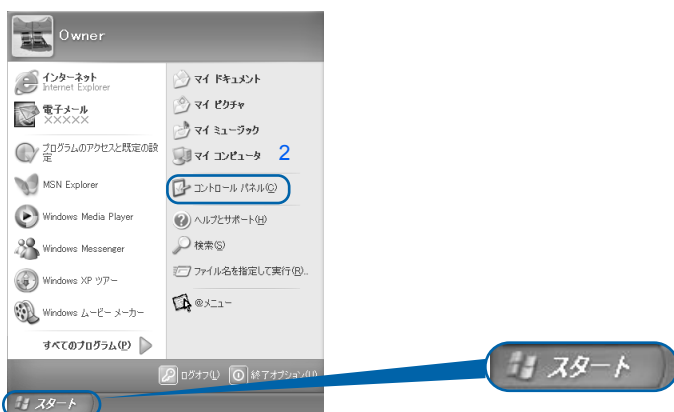 Owner
インターネット
Internet Explorer
電子メール
XXXXX
プログラムのアクセスと既定の設
定
MSN Explorer
Windows Media Player
Windows Messenger
Windows XP ツアー
Windows ムービー メーカー
すべてのプログラム(P)
マイ ドキュメント
マイ ピクチャ
マイ ミュージック
マイ コンピュータ
2
コントロール パネル(C)
ヘルプとサポート(H)
検索(S)
ファイル名を指定して実行(R)...
@メニュー
ログオフ(L)
終了オプション(U)
スタート
スタート